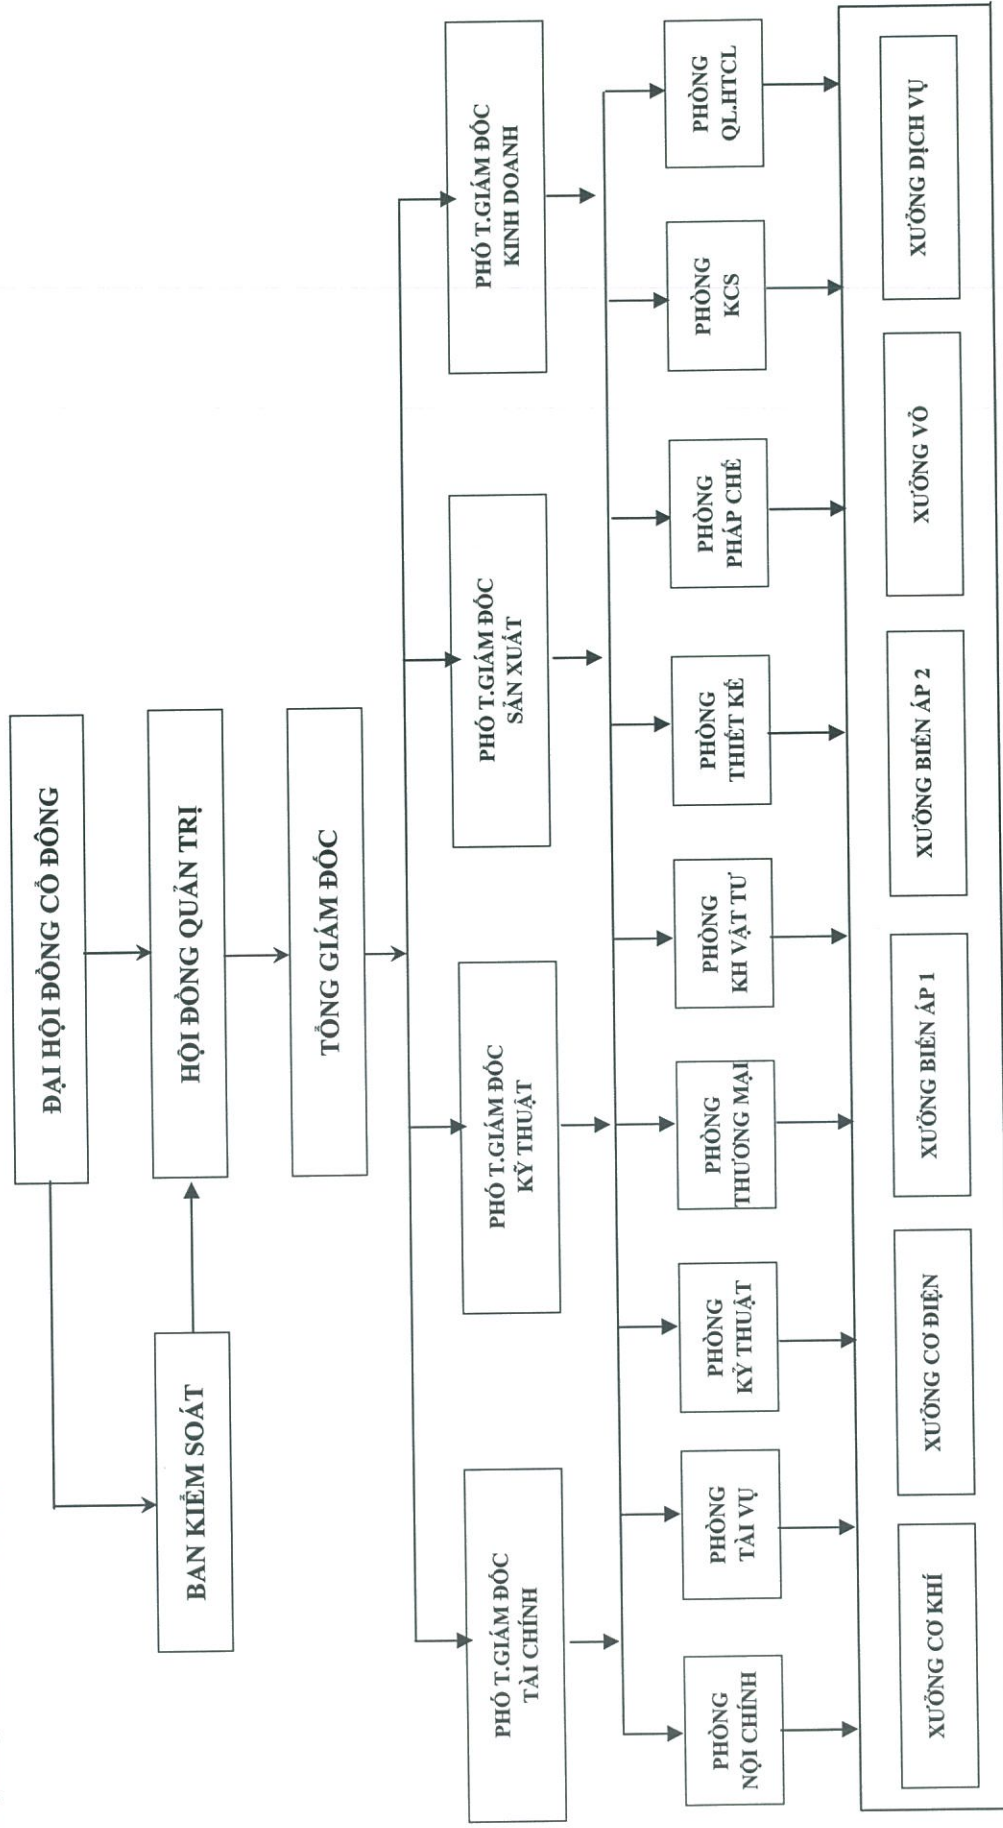 ĐẠI HỘI ĐỒNG CỔ ĐÔNG
BAN KIỂM SOÁT
HỘI ĐỒNG QUẢN TRỊ
TỔNG GIÁM ĐỐC
PHÓ T.GIÁM ĐỐC
TÀI CHÍNH
PHÓ T.GIÁM ĐỐC
KỸ THUẬT
PHÓ T.GIÁM ĐỐC
SẢN XUẤT
PHÓ T.GIÁM ĐỐC
KINH DOANH
PHÒNG
NỘI CHÍNH
PHÒNG
TÀI VỤ
PHÒNG
KỶ THUẬT
PHÒNG
THƯƠNG MẠI
PHÒNG
KH VẬT TƯ
PHÒNG
THIẾT KẾ
PHÒNG
PHÁP CHẾ
PHÒNG
KCS
PHÒNG
QL.HTCL
XƯỞNG CƠ KHÍ
XƯỞNG CƠ ĐIỆN
XƯỞNG BIẾN ÁP 1
XƯỞNG BIẾN ÁP 2
XƯỞNG VỎ
XƯỞNG DỊCH VỤ